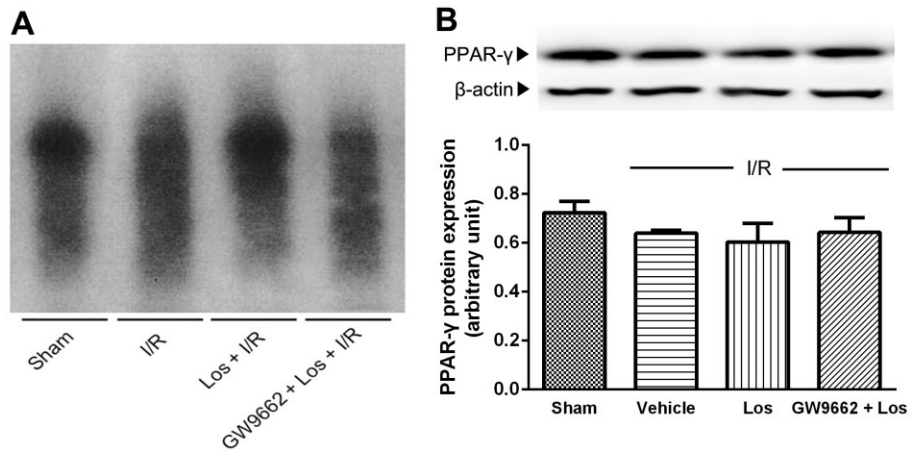 A
Sham
I/R
Los + I/R
GW9662 + Los + I/R
B
PPAR-γ
β-actin
I/R
PPAR-γ protein expression
(arbitrary unit)
1.0
0.8
0.6
0.4
0.2
0.0
Sham Vehicle Los GW9662 + Los